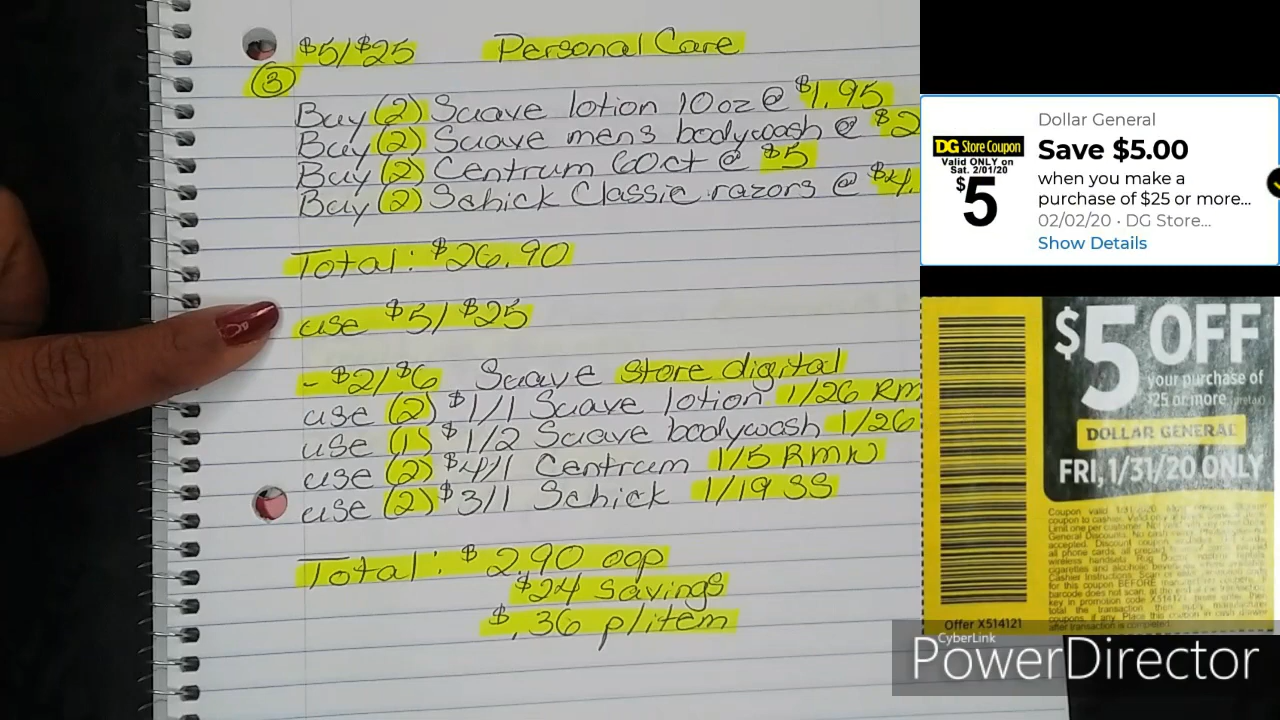 $5/$25 Personal Care
3
Buy (2) Suave lotion 10oz @ $1.95
Buy (2) Suave mens bodywash @ $2
Buy (2) Centrum 60ct @ $5
Buy (2) Schick Classic razors @ $4.
Total: $26.90
use $5/$25
- $2/$6 Suave store digital
use (2) $1/1 Suave lotion 1/26 RM
use (1) $1/2 Suave bodywash 1/26
use (2) $4/1 Centrum 1/5 RMN
use (2) $3/1 Schick 1/19 SS
Total: $2.90 oop
$24 savings
$.36 p/item
Dollar General
DG Store Coupon
Valid ONLY on
Sat. 2/01/20
$5
Save $5.00
when you make a
purchase of $25 or more...
02/02/20 · DG Store...
Show Details
$5 OFF
your purchase of
$25 or more (pretax)
DOLLAR GENERAL
FRI, 1/31/20 ONLY
Offer X514121
CyberLink
PowerDirector